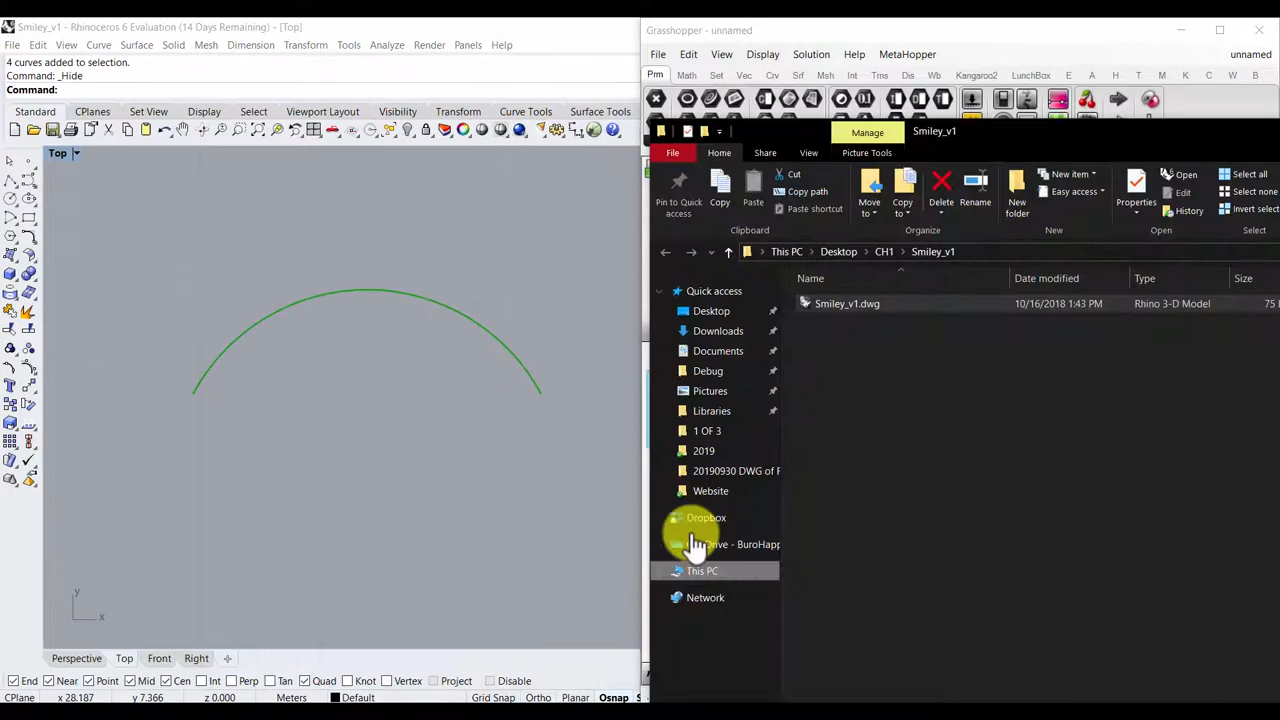 Smiley_v1 - Rhinoceros 6 Evaluation (14 Days Remaining) - [Top]
File Edit View Curve Surface Solid Mesh Dimension Transform Tools Analyze Render Panels Help
4 curves added to selection.
Command: _Hide
Command:
Standard CPlanes Set View Display Select Viewport Layout Visibility Transform Curve Tools Surface Tools
Top
y
x
Perspective Top Front Right
End Near Point Mid Cen Int Perp Tan Quad Knot Vertex Project Disable
CPlane x 28.187 y 7.366 z 0.000 Meters Default Grid Snap Ortho Planar Osnap
Grasshopper - unnamed
File Edit View Display Solution Help MetaHopper unnamed
Prm Math Set Vec Crv Srf Msh Int Trns Dis Wb Kangaroo2 LunchBox E A H T M K C W B
Manage Smiley_v1
File Home Share View Picture Tools
Pin to Quick access
Copy
Paste
Cut
Copy path
Paste shortcut
Move to
Copy to
Delete
Rename
New folder
New item
Easy access
Properties
Open
Edit
History
Select all
Select none
Invert select
Clipboard Organize New Open Select
This PC Desktop CH1 Smiley_v1
Name Date modified Type Size
Smiley_v1.dwg 10/16/2018 1:43 PM Rhino 3-D Model 75
Quick access
Desktop
Downloads
Documents
Debug
Pictures
Libraries
1 OF 3
2019
20190930 DWG of
Website
Dropbox
Drive - BuroHapp
This PC
Network